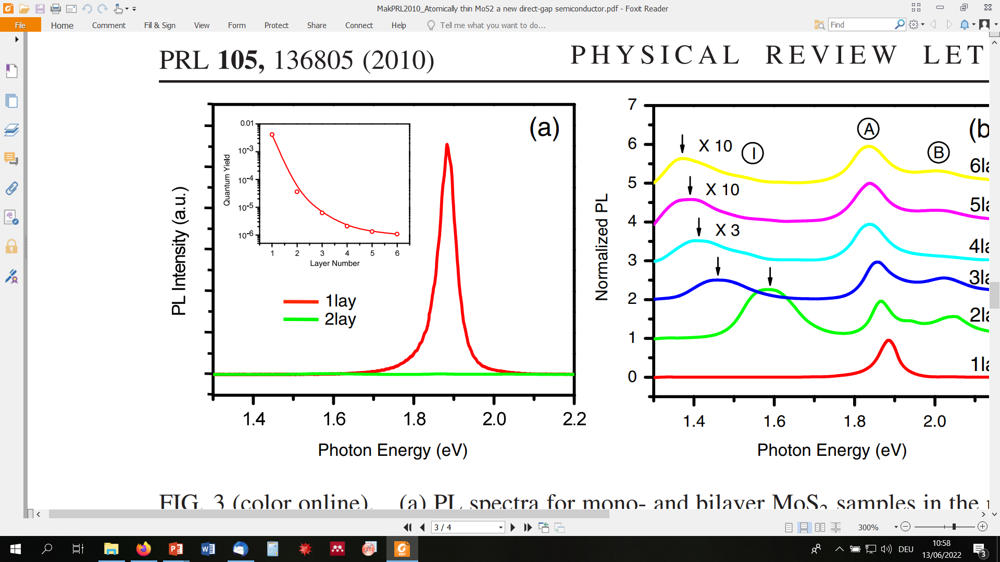 MakPRL2010_Atomically thin MoS2 a new direct-gap semiconductor.pdf - Foxit Reader
File Home Comment Fill & Sign View Form Protect Share Connect Help Tell me what you want to do... Find
PRL 105, 136805 (2010)
PHYSICAL REVIEW LET
(a)
PL Intensity (a.u.)
0.01
10-3
10-4
10-5
10-6
Quantum Yield
1 2 3 4 5 6
Layer Number
1lay
2lay
1.4 1.6 1.8 2.0 2.2
Photon Energy (eV)
(b
Normalized PL
7
6
5
4
3
2
1
0
A
B
I
X 10
X 10
X 3
6la
5la
4la
3la
2la
1la
1.4 1.6 1.8 2.0
Photon Energy (eV)
FIG. 3 (color online). (a) PL spectra for mono- and bilayer MoS2 samples in the
3 / 4
300%
DEU
10:58
13/06/2022
3